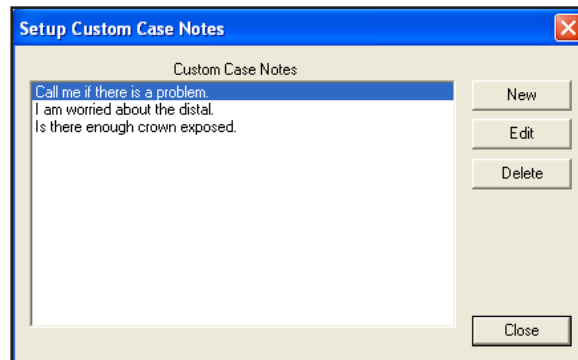 Setup Custom Case Notes
Custom Case Notes
Call me if there is a problem.
I am worried about the distal.
Is there enough crown exposed.
New
Edit
Delete
Close